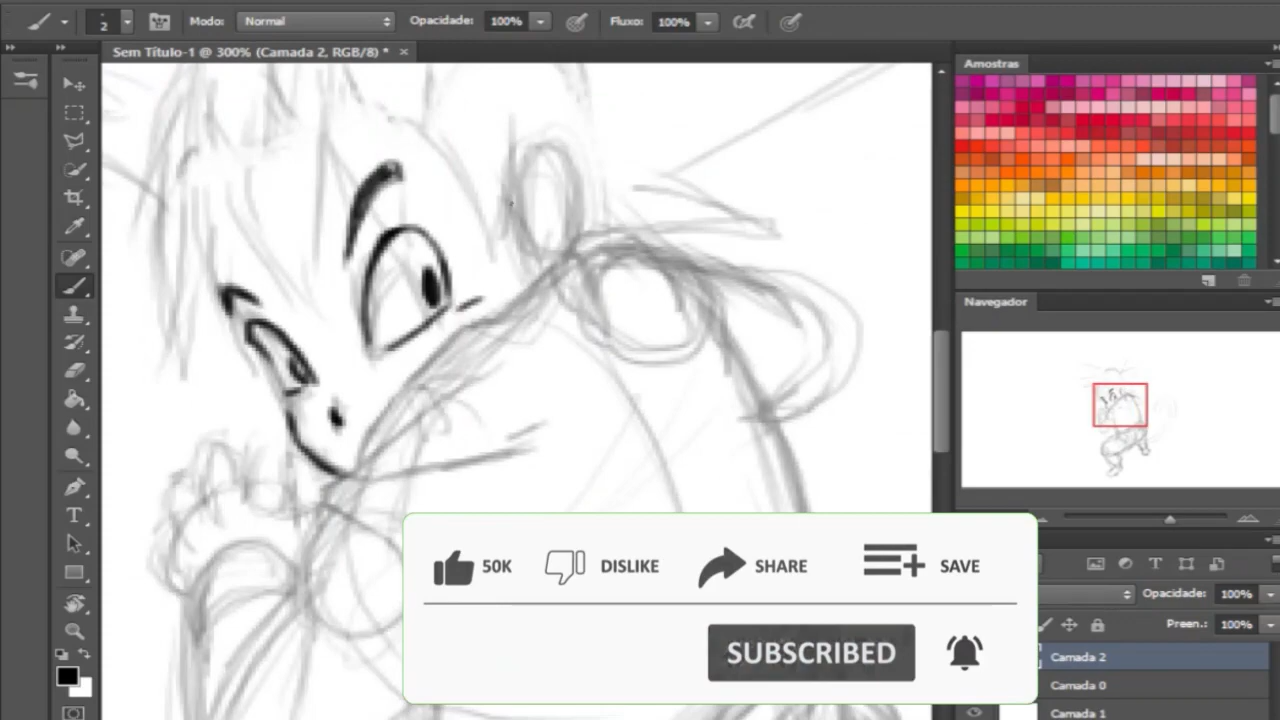 2 Modo: Normal Opacidade: 100% Fluxo: 100%
Sem Título-1 @ 300% (Camada 2, RGB/8) * ×
Amostras
Navegador
50K DISLIKE SHARE SAVE
SUBSCRIBED
Opacidade: 100%
Preen.: 100%
Camada 2
Camada 0
Camada 1